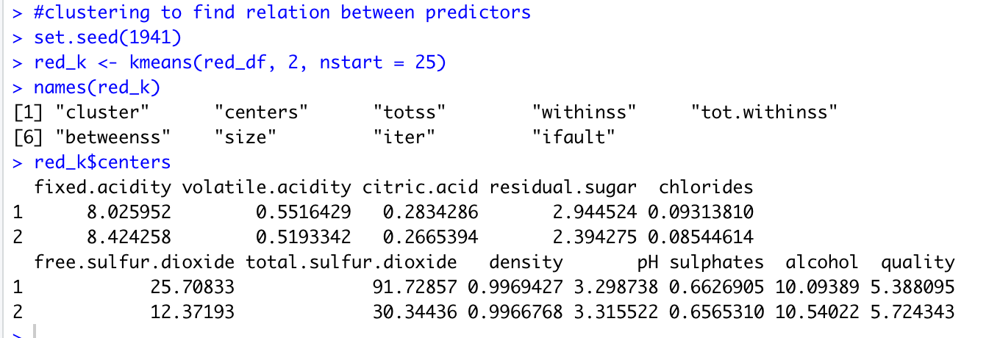 > #clustering to find relation between predictors
> set.seed(1941)
> red_k <- kmeans(red_df, 2, nstart = 25)
> names(red_k)
[1] "cluster"      "centers"      "totss"        "withinss"     "tot.withinss"
[6] "betweenss"    "size"         "iter"         "ifault"
> red_k$centers
  fixed.acidity volatile.acidity citric.acid residual.sugar  chlorides
1      8.025952        0.5516429   0.2834286       2.944524 0.09313810
2      8.424258        0.5193342   0.2665394       2.394275 0.08544614
  free.sulfur.dioxide total.sulfur.dioxide   density       pH sulphates  alcohol  quality
1            25.70833             91.72857 0.9969427 3.298738 0.6626905 10.09389 5.388095
2            12.37193             30.34436 0.9966768 3.315522 0.6565310 10.54022 5.724343
>